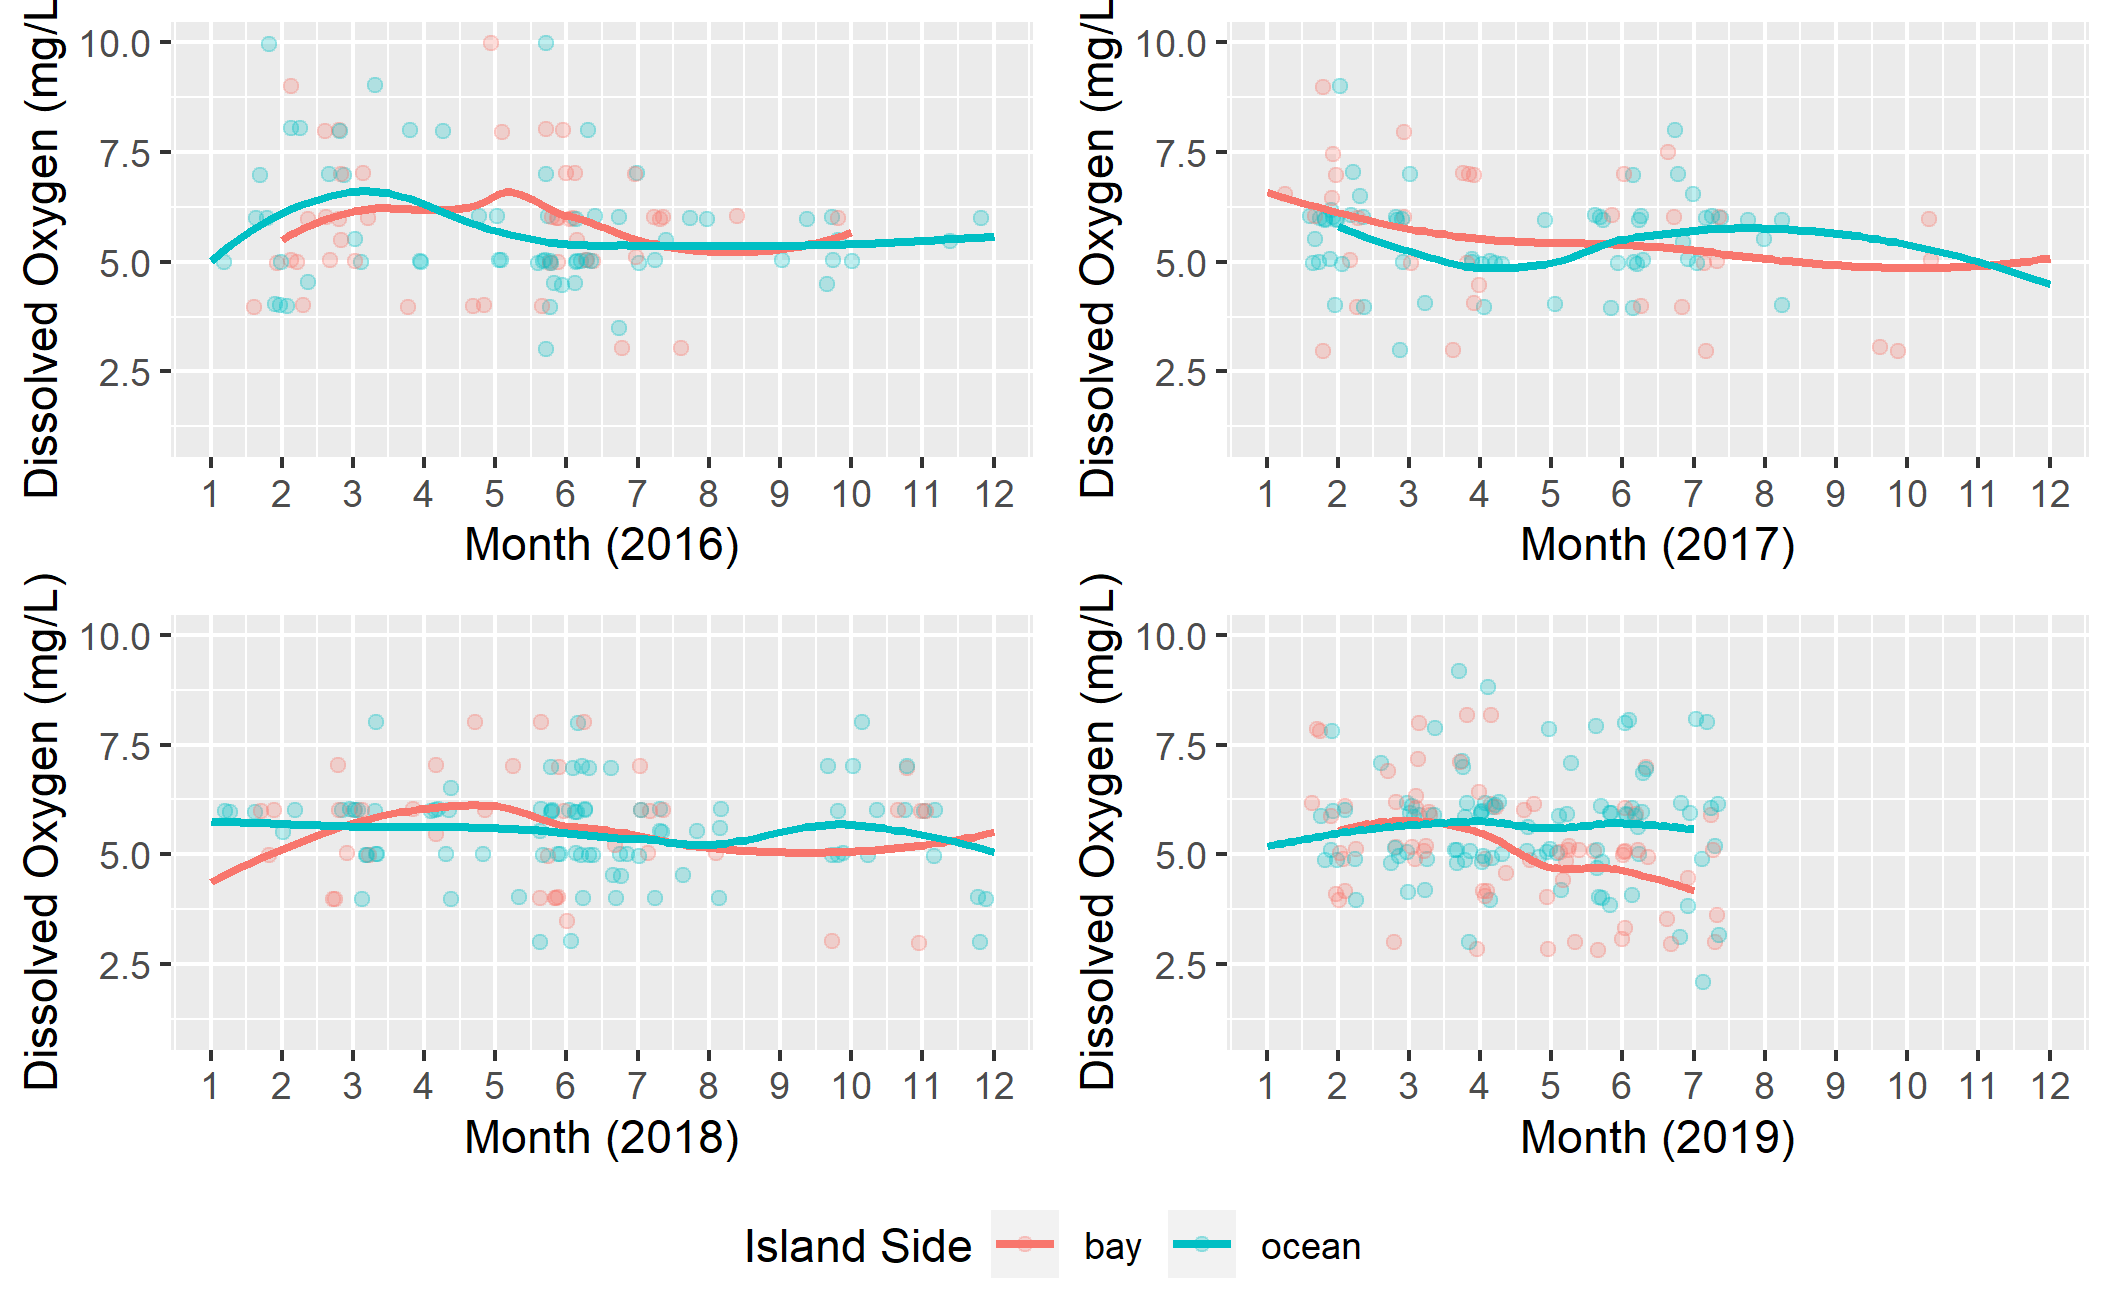 Dissolved Oxygen (mg/L
10.0
7.5
5.0
2.5
1 2 3 4 5 6 7 8 9 10 11 12
Month (2016)
Dissolved Oxygen (mg/L
10.0
7.5
5.0
2.5
1 2 3 4 5 6 7 8 9 10 11 12
Month (2017)
Dissolved Oxygen (mg/L)
10.0
7.5
5.0
2.5
1 2 3 4 5 6 7 8 9 10 11 12
Month (2018)
Dissolved Oxygen (mg/L)
10.0
7.5
5.0
2.5
1 2 3 4 5 6 7 8 9 10 11 12
Month (2019)
Island Side bay ocean